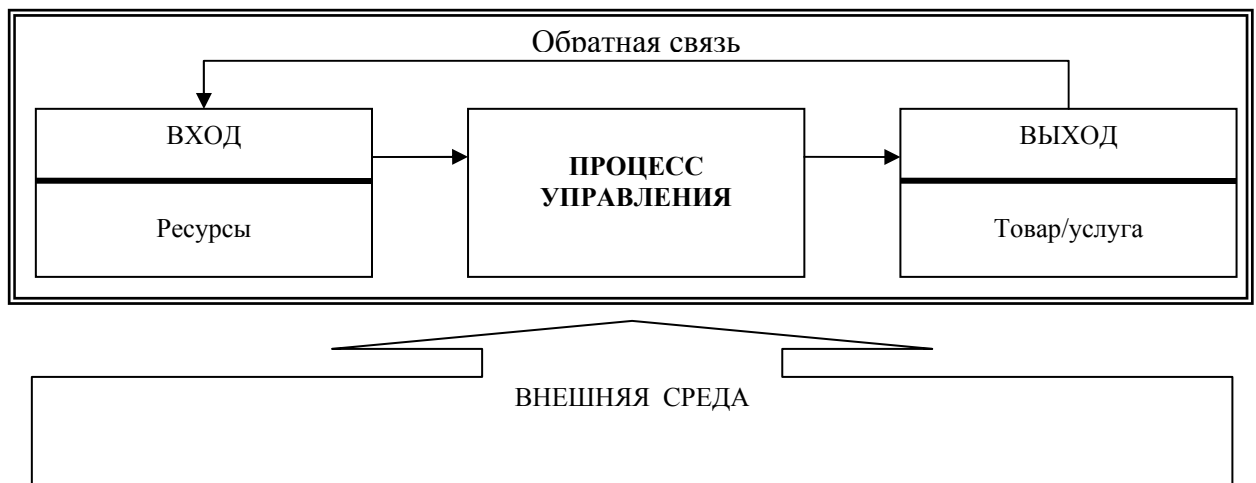 Обратная связь
ВХОД
Ресурсы
ПРОЦЕСС
УПРАВЛЕНИЯ
ВЫХОД
Товар/услуга
ВНЕШНЯЯ СРЕДА